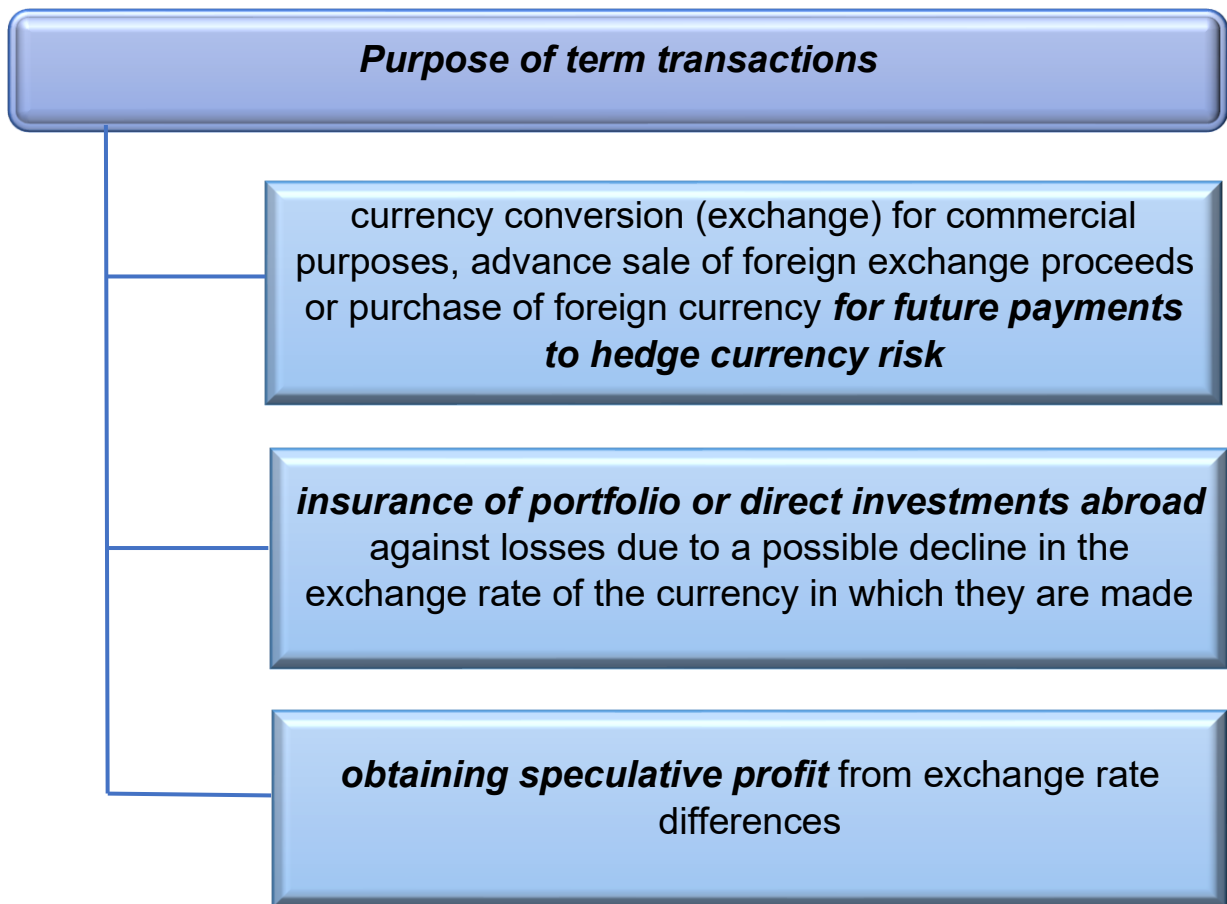 Purpose of term transactions
currency conversion (exchange) for commercial
purposes, advance sale of foreign exchange proceeds
or purchase of foreign currency for future payments
to hedge currency risk
insurance of portfolio or direct investments abroad
against losses due to a possible decline in the
exchange rate of the currency in which they are made
obtaining speculative profit from exchange rate
differences